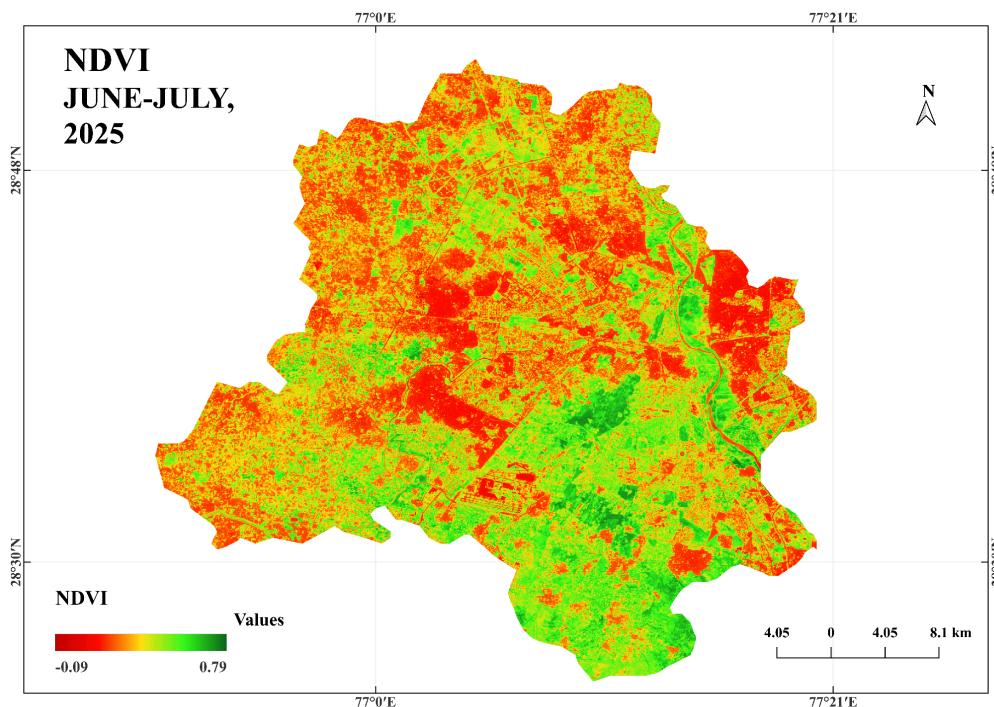 77°0′E 77°21′E
NDVI
JUNE-JULY,
2025
N
28°48′N
28°30′N
NDVI
Values
-0.09 0.79
4.05 0 4.05 8.1 km
77°0′E 77°21′E